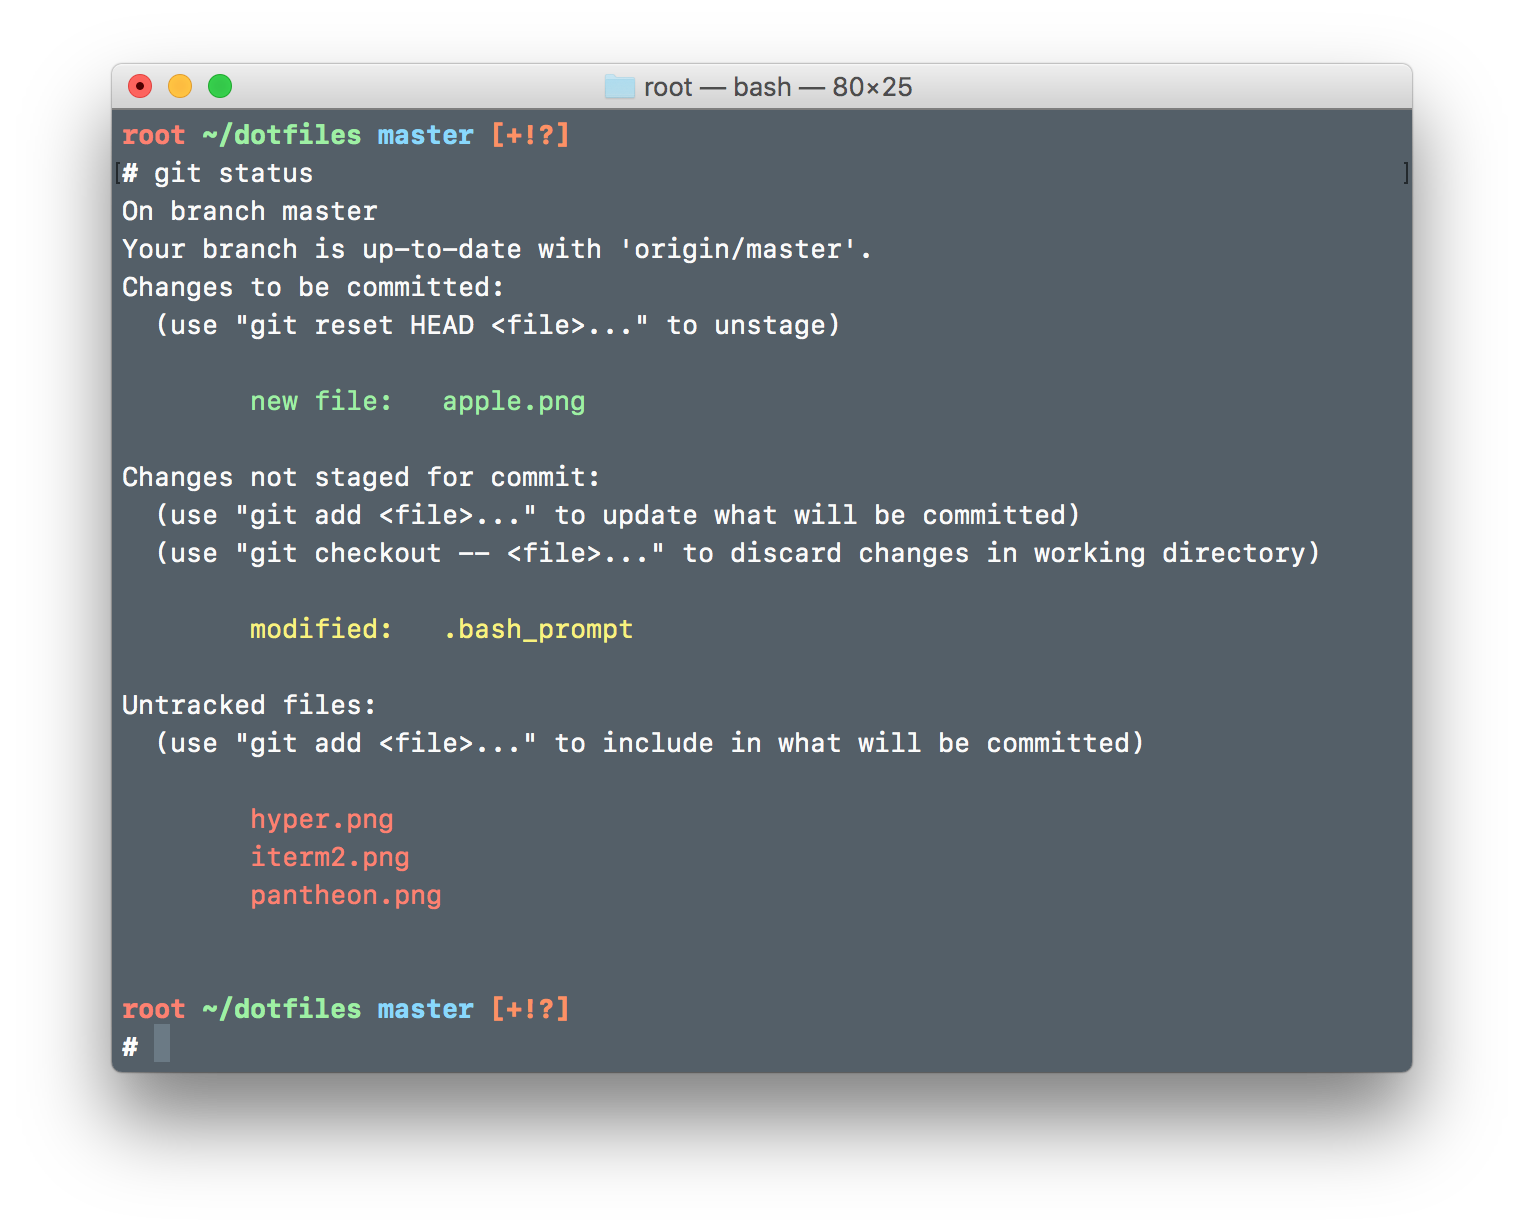 root — bash — 80×25
root ~/dotfiles master [+!?]
[# git status ]
On branch master
Your branch is up-to-date with 'origin/master'.
Changes to be committed:
  (use "git reset HEAD <file>..." to unstage)
        new file:   apple.png
Changes not staged for commit:
  (use "git add <file>..." to update what will be committed)
  (use "git checkout -- <file>..." to discard changes in working directory)
        modified:   .bash_prompt
Untracked files:
  (use "git add <file>..." to include in what will be committed)
        hyper.png
        iterm2.png
        pantheon.png
root ~/dotfiles master [+!?]
#